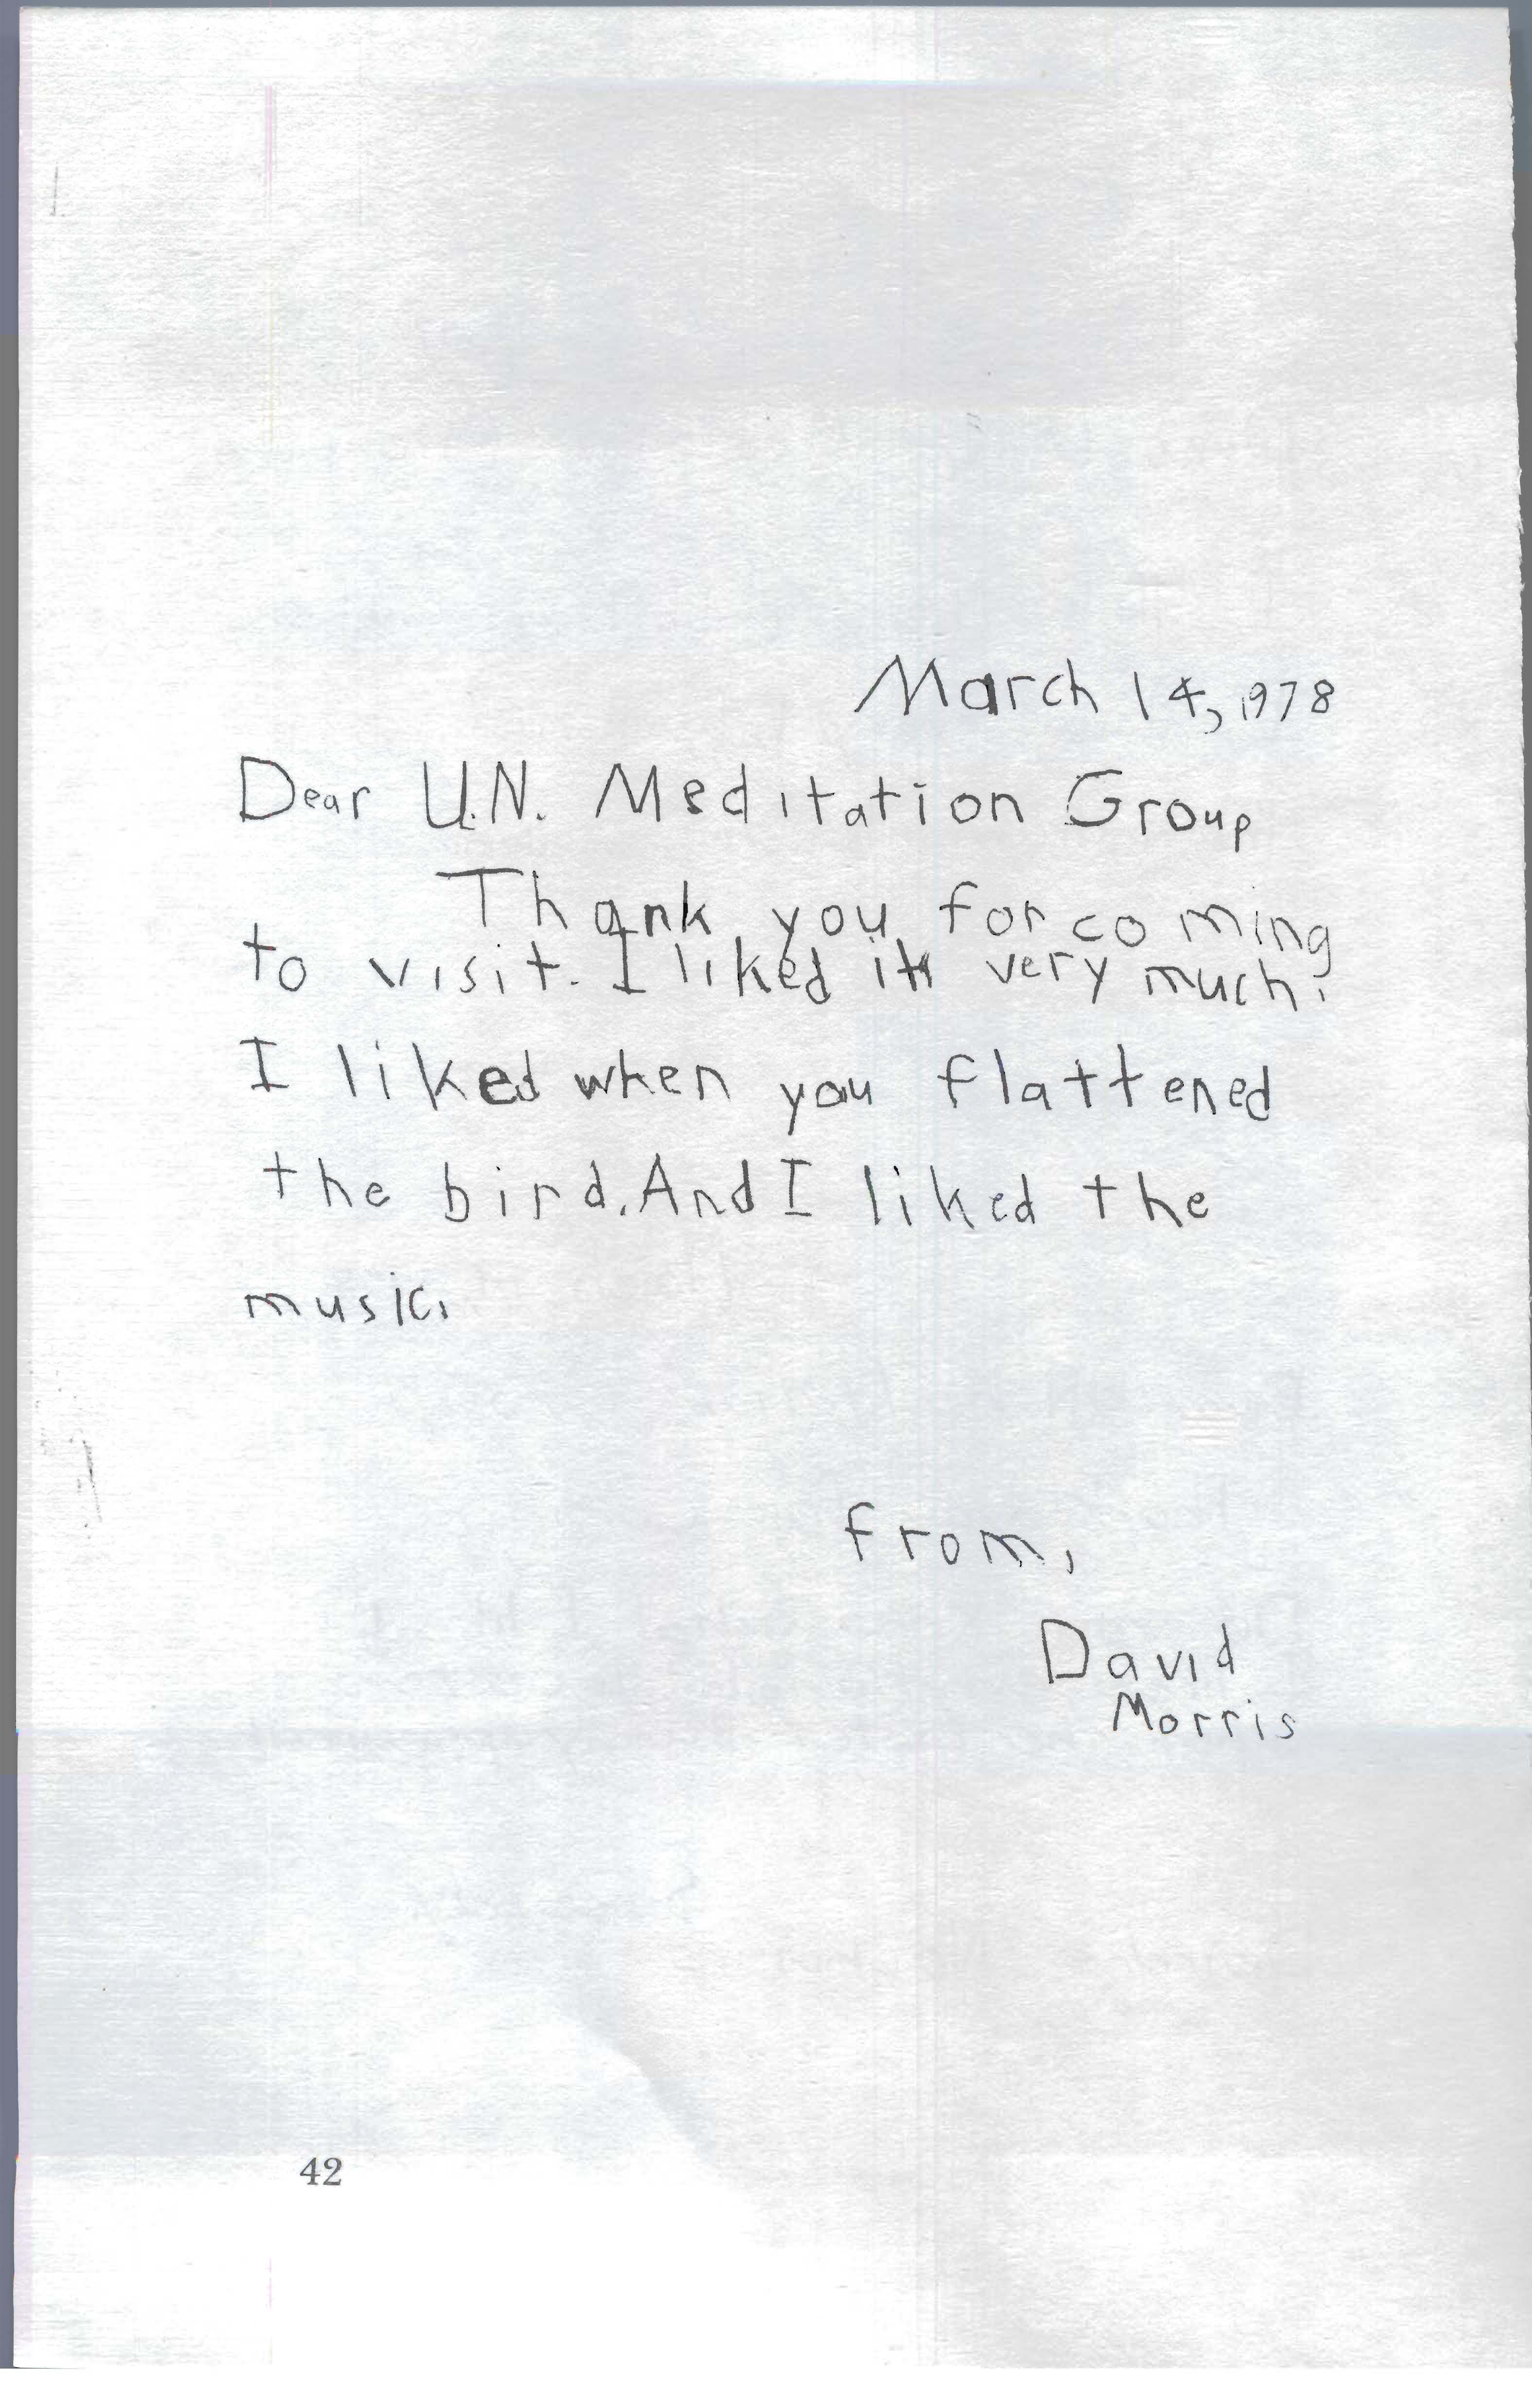 March 14, 1978
Dear U.N. Meditation Group
Thank you for coming
to visit. I liked it very much.
I liked when you flattened
the bird. And I liked the
music.
from,
David
Morris
42